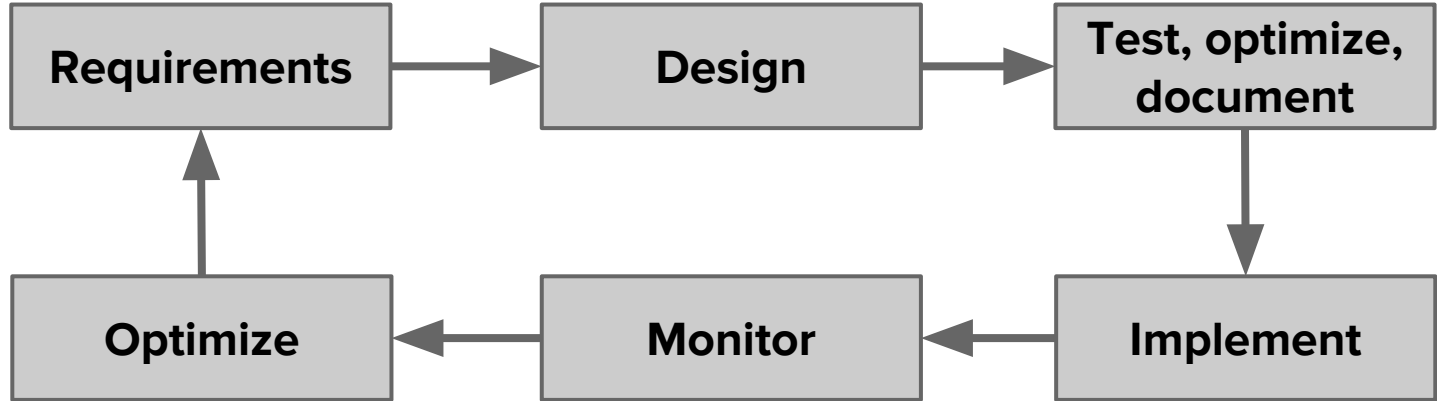 Requirements
Design
Test, optimize,
document
Optimize
Monitor
Implement